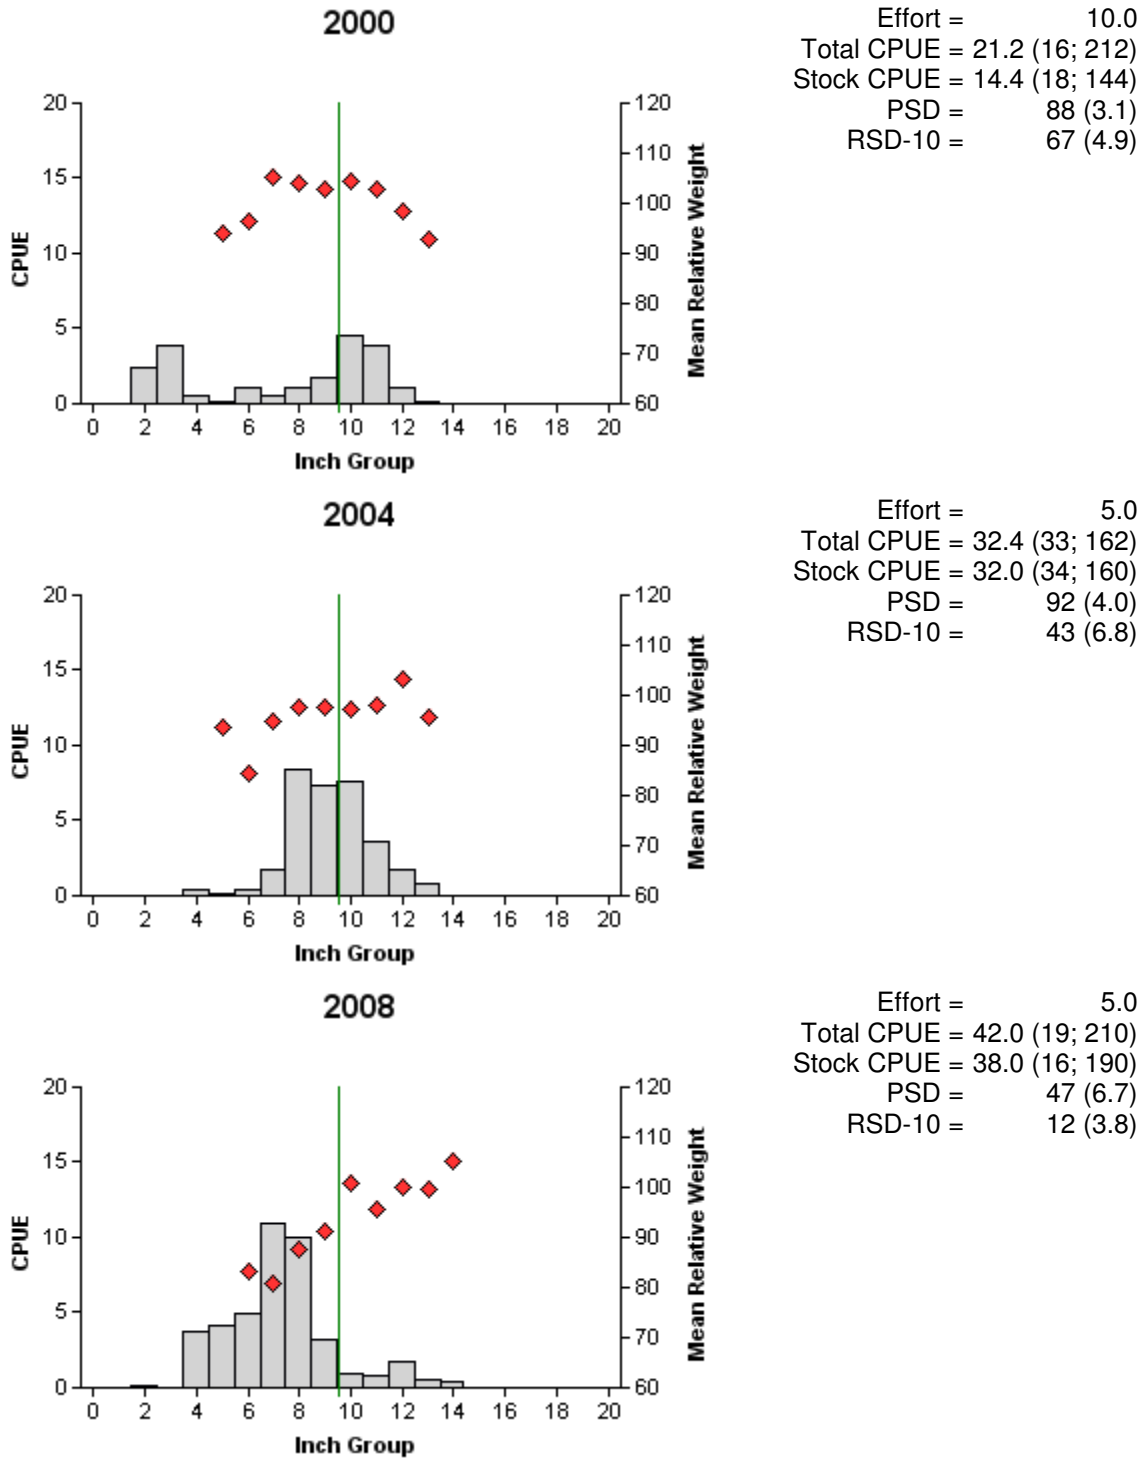 2000
Effort = 10.0
Total CPUE = 21.2 (16; 212)
Stock CPUE = 14.4 (18; 144)
PSD = 88 (3.1)
RSD-10 = 67 (4.9)
20
15
10
5
0
CPUE
120
110
100
90
80
70
60
Mean Relative Weight
0 2 4 6 8 10 12 14 16 18 20
Inch Group
2004
Effort = 5.0
Total CPUE = 32.4 (33; 162)
Stock CPUE = 32.0 (34; 160)
PSD = 92 (4.0)
RSD-10 = 43 (6.8)
20
15
10
5
0
CPUE
120
110
100
90
80
70
60
Mean Relative Weight
0 2 4 6 8 10 12 14 16 18 20
Inch Group
2008
Effort = 5.0
Total CPUE = 42.0 (19; 210)
Stock CPUE = 38.0 (16; 190)
PSD = 47 (6.7)
RSD-10 = 12 (3.8)
20
15
10
5
0
CPUE
120
110
100
90
80
70
60
Mean Relative Weight
0 2 4 6 8 10 12 14 16 18 20
Inch Group